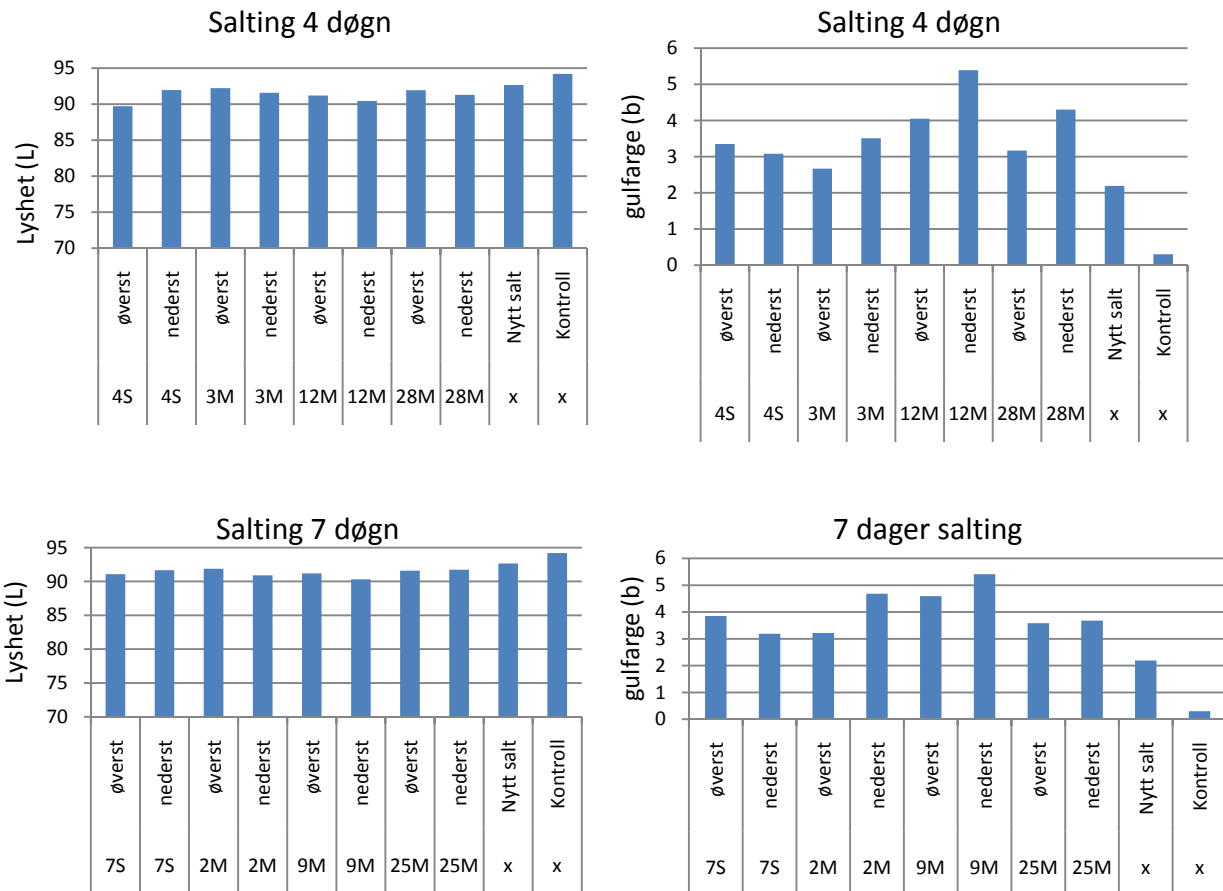 Salting 4 døgn
Lyshet (L)
95
90
85
80
75
70
øverst nederst øverst nederst øverst nederst øverst nederst Nytt salt Kontroll
4S 4S 3M 3M 12M 12M 28M 28M x x
Salting 4 døgn
gulfarge (b)
6
5
4
3
2
1
0
øverst nederst øverst nederst øverst nederst øverst nederst Nytt salt Kontroll
4S 4S 3M 3M 12M 12M 28M 28M x x
Salting 7 døgn
Lyshet (L)
95
90
85
80
75
70
øverst nederst øverst nederst øverst nederst øverst nederst Nytt salt Kontroll
7S 7S 2M 2M 9M 9M 25M 25M x x
7 dager salting
gulfarge (b)
6
5
4
3
2
1
0
øverst nederst øverst nederst øverst nederst øverst nederst Nytt salt Kontroll
7S 7S 2M 2M 9M 9M 25M 25M x x